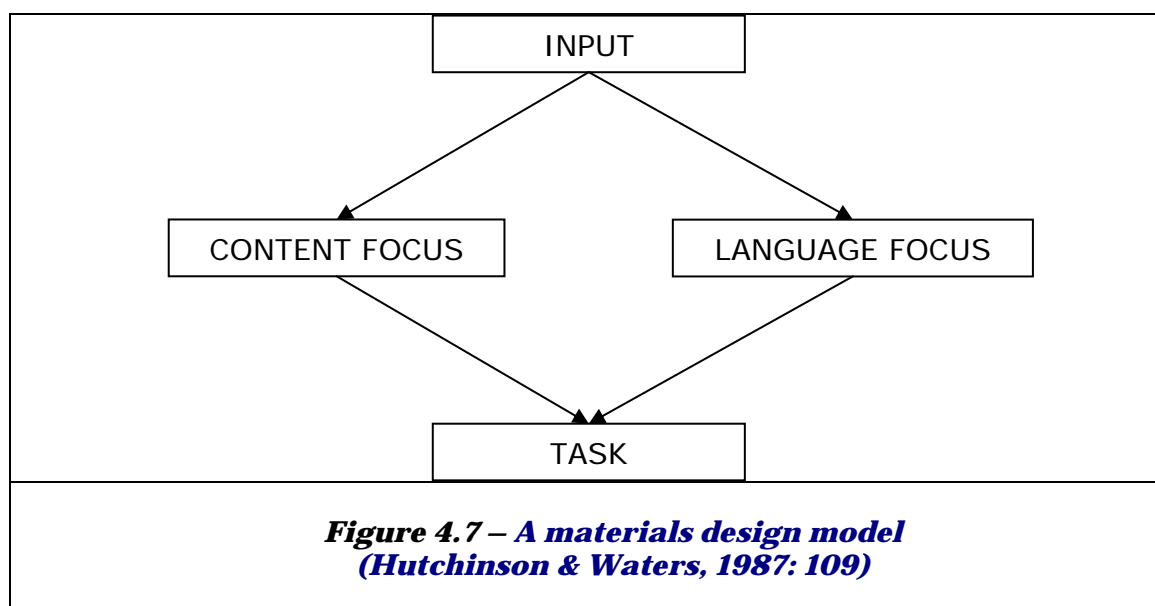 INPUT
CONTENT FOCUS
LANGUAGE FOCUS
TASK
Figure 4.7 – A materials design model
(Hutchinson & Waters, 1987: 109)